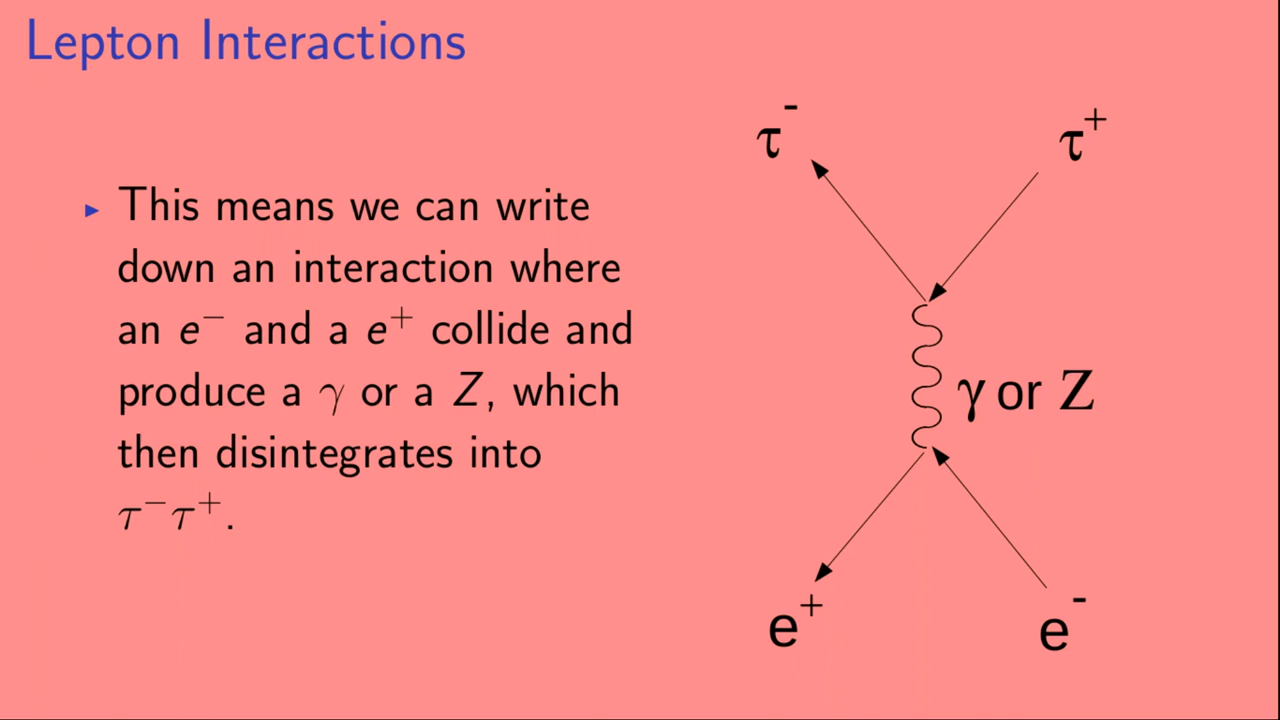 Lepton Interactions
▸ This means we can write
down an interaction where
an e⁻ and a e⁺ collide and
produce a γ or a Z, which
then disintegrates into
τ⁻τ⁺.
τ⁻ τ⁺
γ or Z
e⁺ e⁻